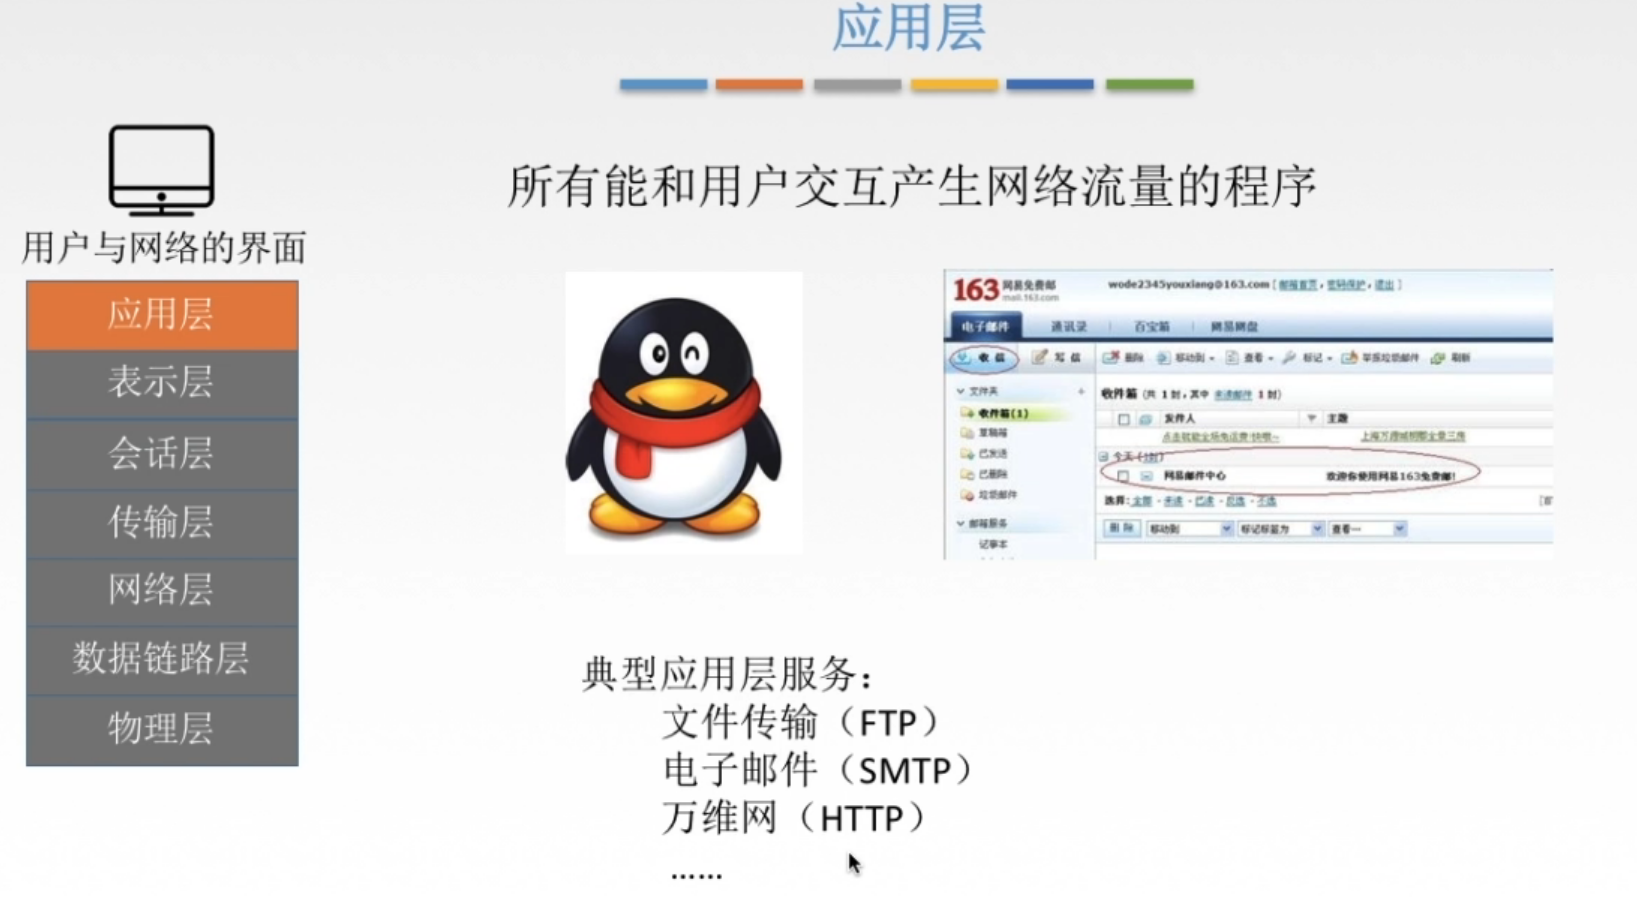 应用层
所有能和用户交互产生网络流量的程序
用户与网络的界面
应用层
表示层
会话层
传输层
网络层
数据链路层
物理层
163 网易免费邮
mail.163.com
wode2345youxiang@163.com [ 邮箱首页, 密码保护, 退出 ]
电子邮件 通讯录 百宝箱 网易网盘
收信 写信 删除 移动到 查看 标记 举报垃圾邮件 刷新
文件夹
收件箱(1)
草稿箱
已发送
已删除
垃圾邮件
邮箱服务
记事本
收件箱 (共 1 封, 其中 未读邮件 1 封)
发件人 主题
今天 (1封)
网易邮件中心 欢迎你使用网易163免费邮!
选择: 全部 - 未读 - 已读 - 反选 - 不选
删除 移动到 标记标签为 查看
典型应用层服务：
文件传输（FTP）
电子邮件（SMTP）
万维网（HTTP）
......